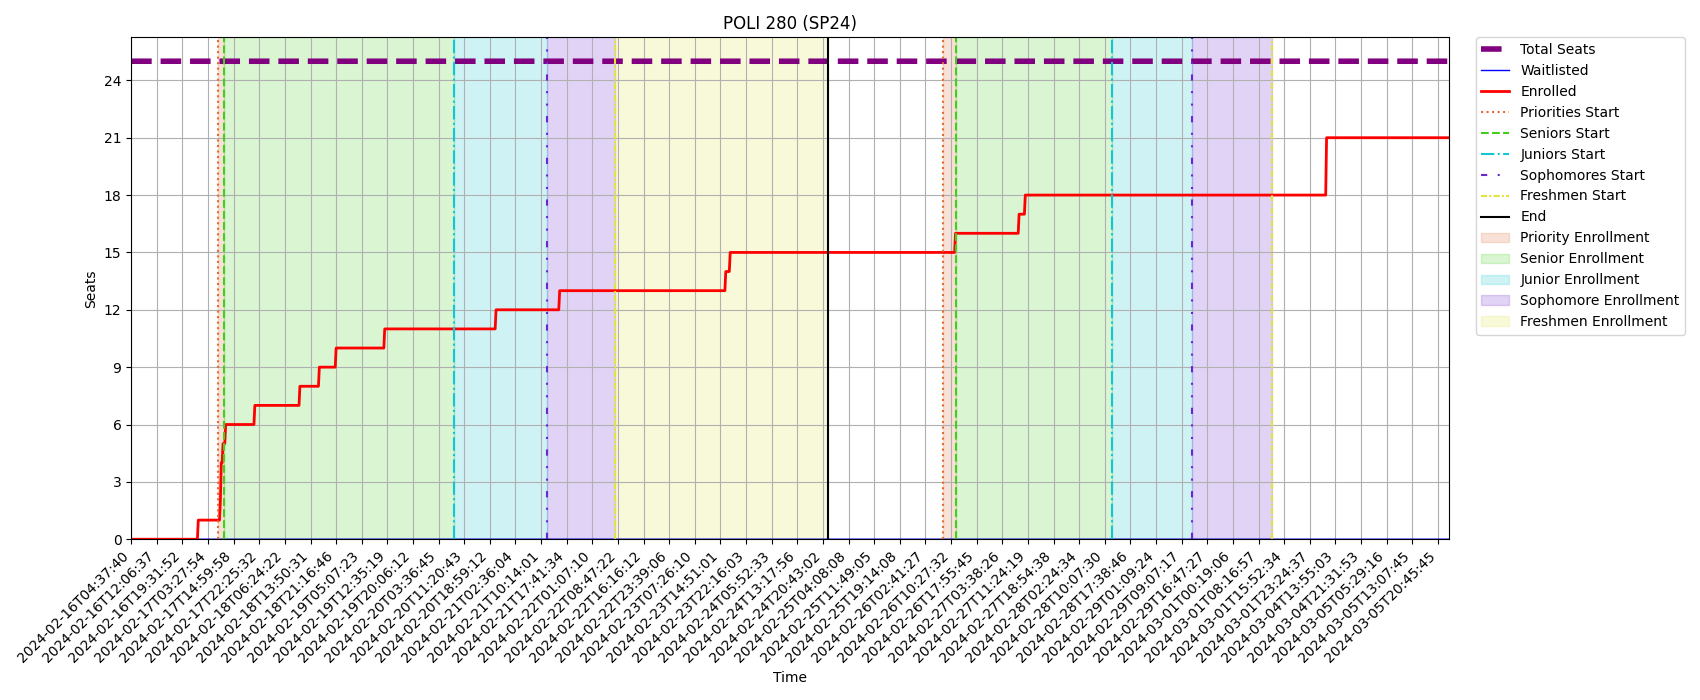 POLI 280 (SP24)
Seats
24
21
18
15
12
9
6
3
0
2024-02-16T04:37:40
2024-02-16T12:06:37
2024-02-16T19:31:52
2024-02-17T03:27:54
2024-02-17T14:59:58
2024-02-17T22:25:32
2024-02-18T06:24:22
2024-02-18T13:50:31
2024-02-18T21:16:46
2024-02-19T05:07:23
2024-02-19T12:35:19
2024-02-19T20:06:12
2024-02-20T03:36:45
2024-02-20T11:20:43
2024-02-20T18:59:12
2024-02-21T02:36:04
2024-02-21T10:14:01
2024-02-21T17:41:34
2024-02-22T01:07:10
2024-02-22T08:47:22
2024-02-22T16:16:12
2024-02-22T23:39:06
2024-02-23T07:26:10
2024-02-23T14:51:01
2024-02-23T22:16:03
2024-02-24T05:52:33
2024-02-24T13:17:56
2024-02-24T20:43:02
2024-02-25T04:08:08
2024-02-25T11:49:05
2024-02-25T19:14:08
2024-02-26T02:41:27
2024-02-26T10:27:32
2024-02-26T17:55:45
2024-02-27T03:38:26
2024-02-27T11:24:19
2024-02-27T18:54:38
2024-02-28T02:24:34
2024-02-28T10:07:30
2024-02-28T17:38:46
2024-02-29T01:09:24
2024-02-29T09:07:17
2024-02-29T16:47:27
2024-03-01T00:19:06
2024-03-01T08:16:57
2024-03-01T15:52:34
2024-03-01T23:24:37
2024-03-04T13:55:03
2024-03-04T21:31:53
2024-03-05T05:29:16
2024-03-05T13:07:45
2024-03-05T20:45:45
Time
Total Seats
Waitlisted
Enrolled
Priorities Start
Seniors Start
Juniors Start
Sophomores Start
Freshmen Start
End
Priority Enrollment
Senior Enrollment
Junior Enrollment
Sophomore Enrollment
Freshmen Enrollment